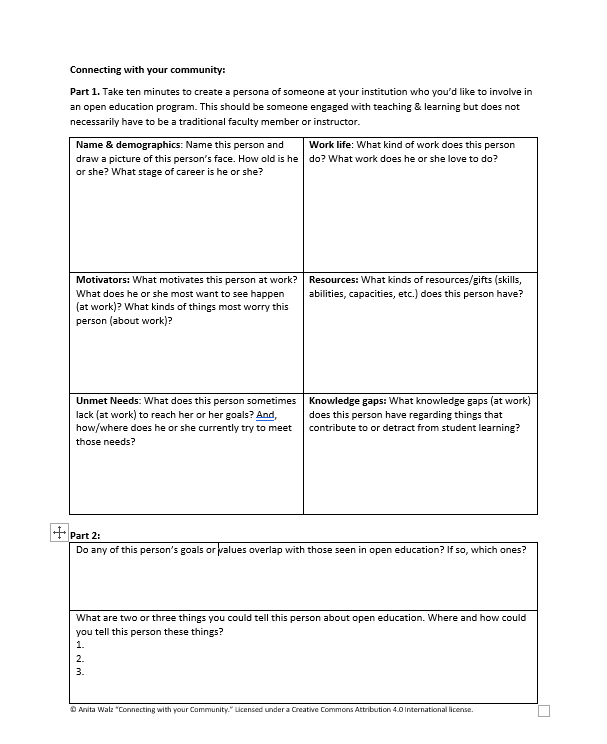 Connecting with your community:
Part 1. Take ten minutes to create a persona of someone at your institution who you'd like to involve in
an open education program. This should be someone engaged with teaching & learning but does not
necessarily have to be a traditional faculty member or instructor.
Name & demographics: Name this person and
draw a picture of this person's face. How old is he
or she? What stage of career is he or she?
Work life: What kind of work does this person
do? What work does he or she love to do?
Motivators: What motivates this person at work?
What does he or she most want to see happen
(at work)? What kinds of things most worry this
person (about work)?
Resources: What kinds of resources/gifts (skills,
abilities, capacities, etc.) does this person have?
Unmet Needs: What does this person sometimes
lack (at work) to reach her or her goals? And,
how/where does he or she currently try to meet
those needs?
Knowledge gaps: What knowledge gaps (at work)
does this person have regarding things that
contribute to or detract from student learning?
Part 2:
Do any of this person's goals or values overlap with those seen in open education? If so, which ones?
What are two or three things you could tell this person about open education. Where and how could
you tell this person these things?
1.
2.
3.
© Anita Walz "Connecting with your Community." Licensed under a Creative Commons Attribution 4.0 International license.